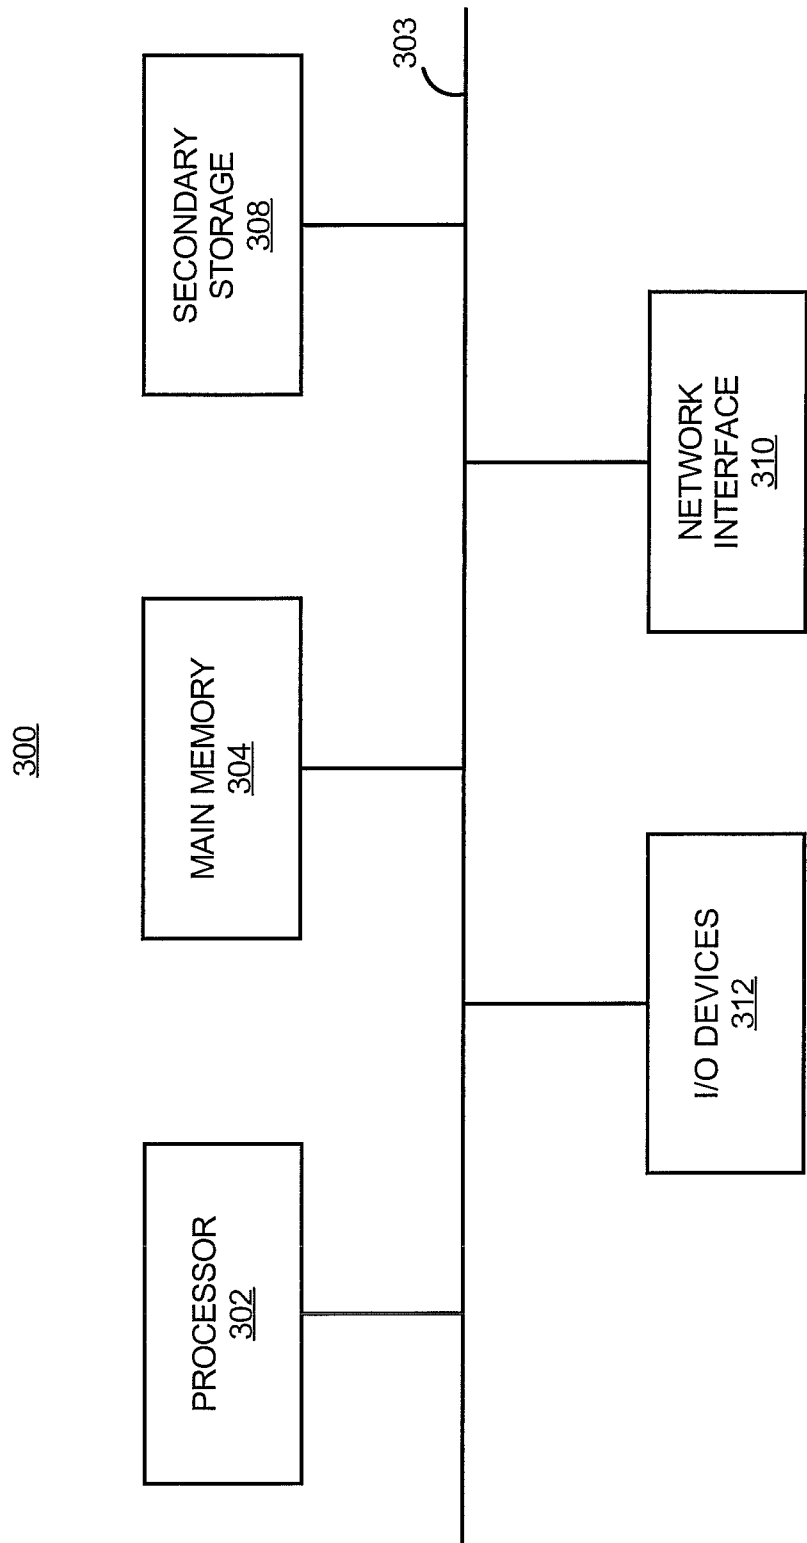 300
PROCESSOR
302
MAIN MEMORY
304
SECONDARY
STORAGE
308
303
I/O DEVICES
312
NETWORK
INTERFACE
310